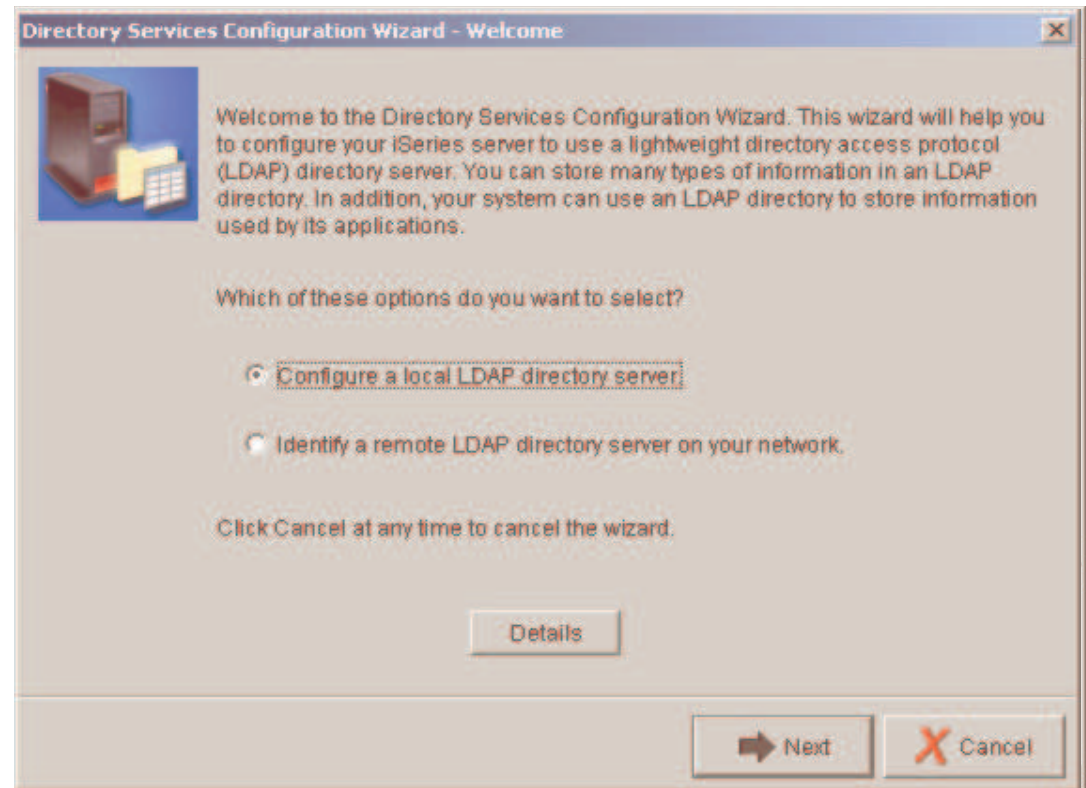 Directory Services Configuration Wizard - Welcome
Welcome to the Directory Services Configuration Wizard. This wizard will help you
to configure your iSeries server to use a lightweight directory access protocol
(LDAP) directory server. You can store many types of information in an LDAP
directory. In addition, your system can use an LDAP directory to store information
used by its applications.
Which of these options do you want to select?
Configure a local LDAP directory server.
Identify a remote LDAP directory server on your network.
Click Cancel at any time to cancel the wizard.
Details
Next
Cancel